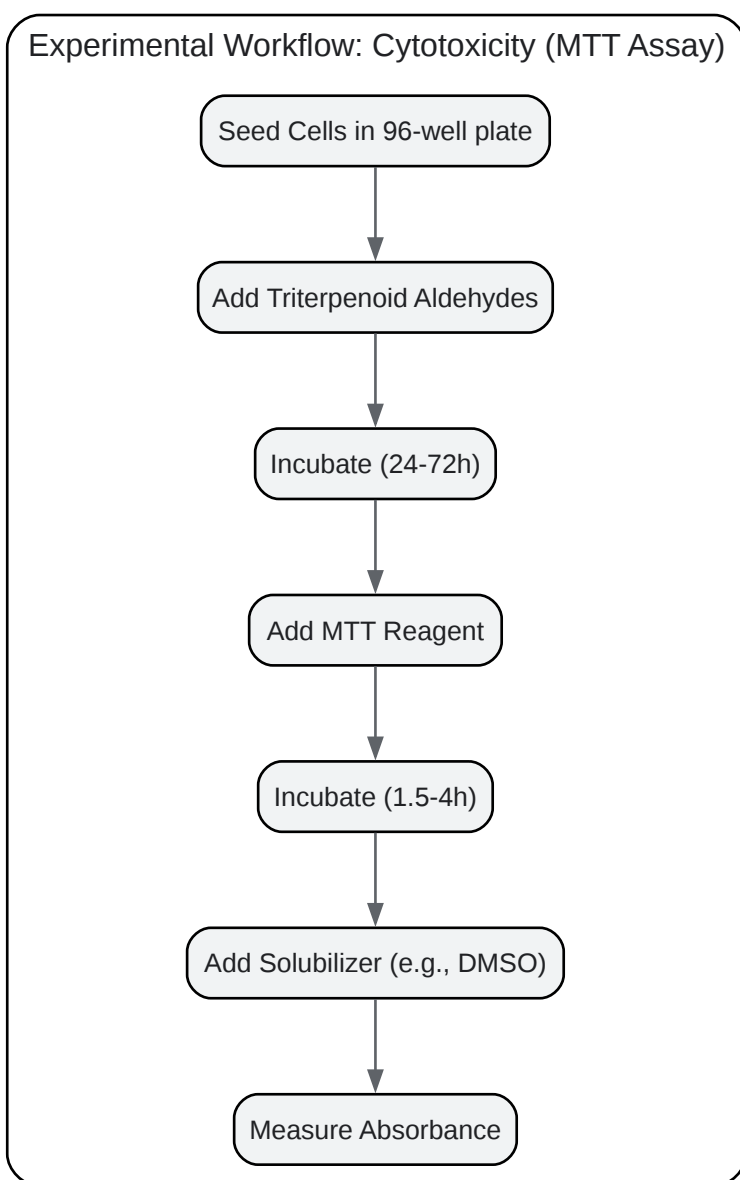 Experimental Workflow: Cytotoxicity (MTT Assay)
Seed Cells in 96-well plate
Add Triterpenoid Aldehydes
Incubate (24-72h)
Add MTT Reagent
Incubate (1.5-4h)
Add Solubilizer (e.g., DMSO)
Measure Absorbance